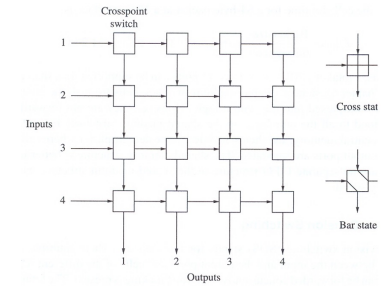 Crosspoint
switch
1
2
Inputs
3
4
1 2 3 4
Outputs
Cross stat
Bar state